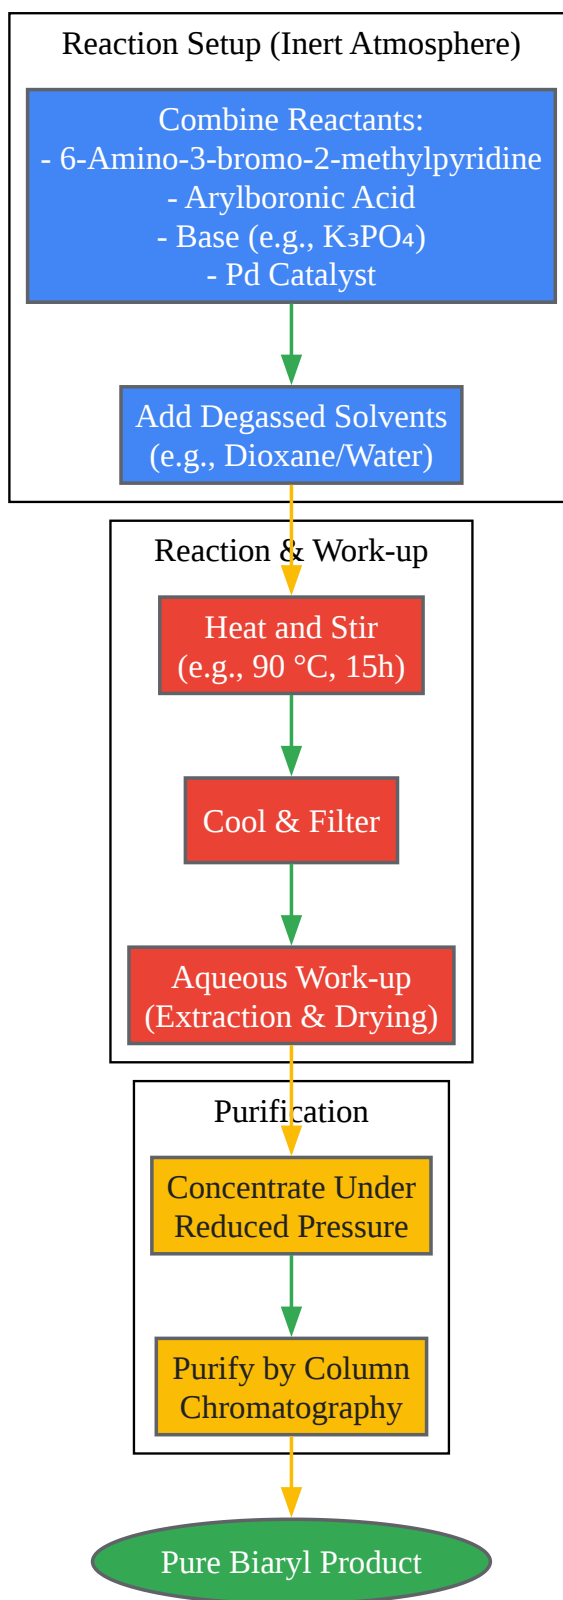 Reaction Setup (Inert Atmosphere)
Combine Reactants:
- 6-Amino-3-bromo-2-methylpyridine
- Arylboronic Acid
- Base (e.g., K₃PO₄)
- Pd Catalyst
Add Degassed Solvents
(e.g., Dioxane/Water)
Reaction & Work-up
Heat and Stir
(e.g., 90 °C, 15h)
Cool & Filter
Aqueous Work-up
(Extraction & Drying)
Purification
Concentrate Under
Reduced Pressure
Purify by Column
Chromatography
Pure Biaryl Product